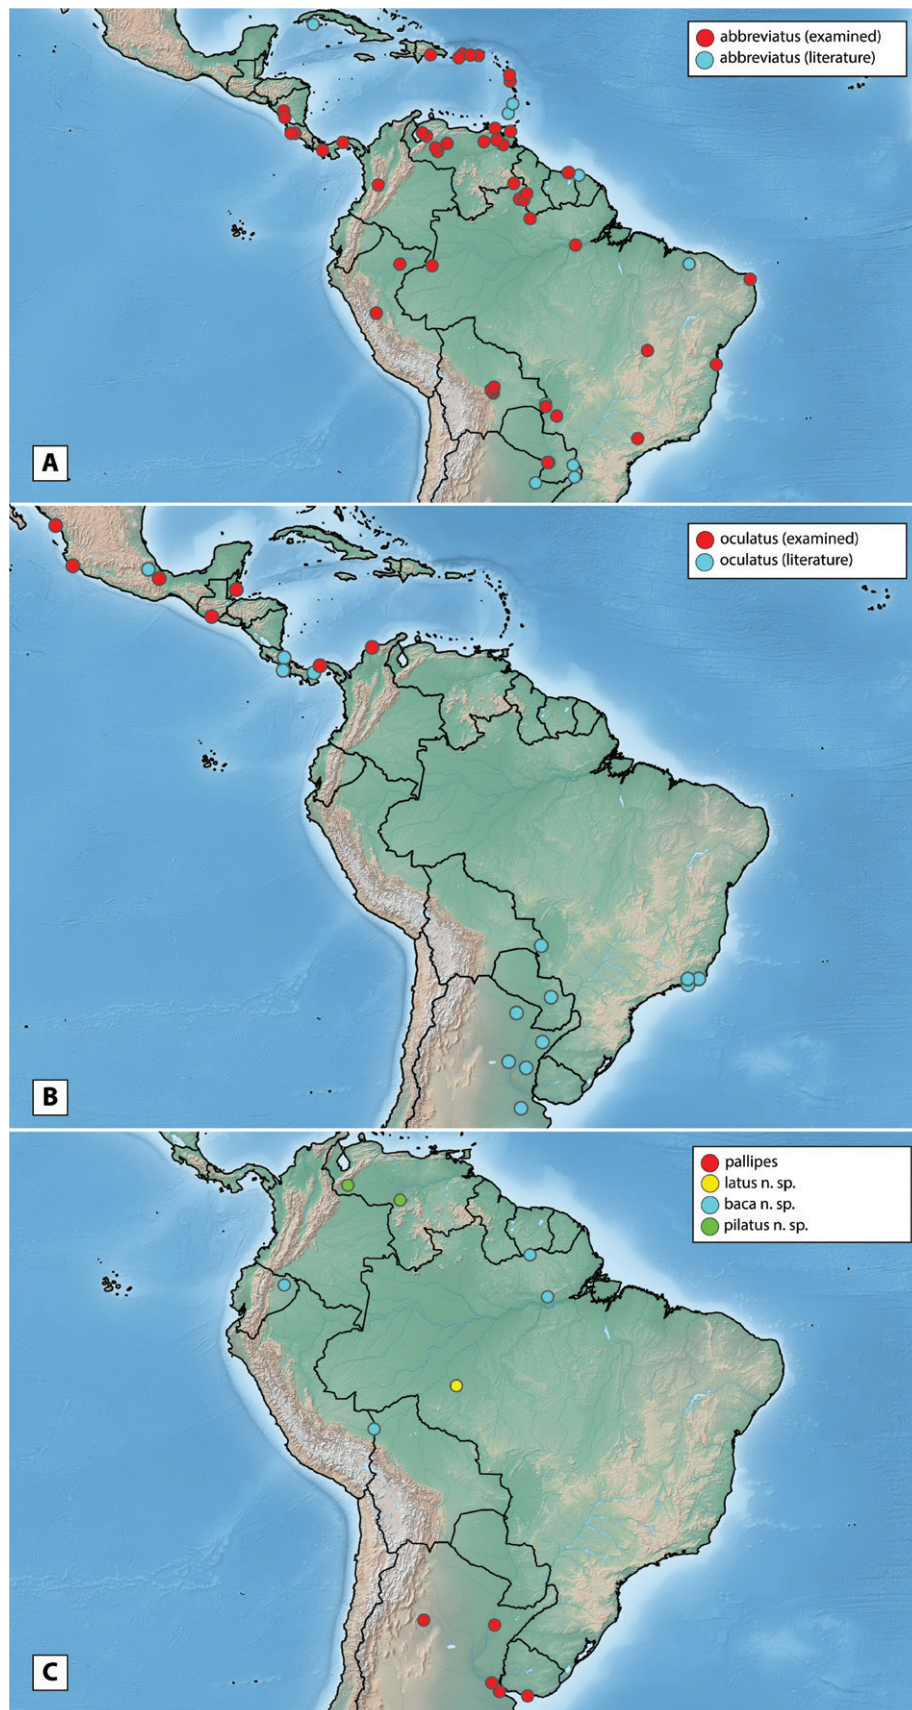 abbreviatus (examined)
abbreviatus (literature)
A
oculatus (examined)
oculatus (literature)
B
pallipes
latus n. sp.
baca n. sp.
pilatus n. sp.
C